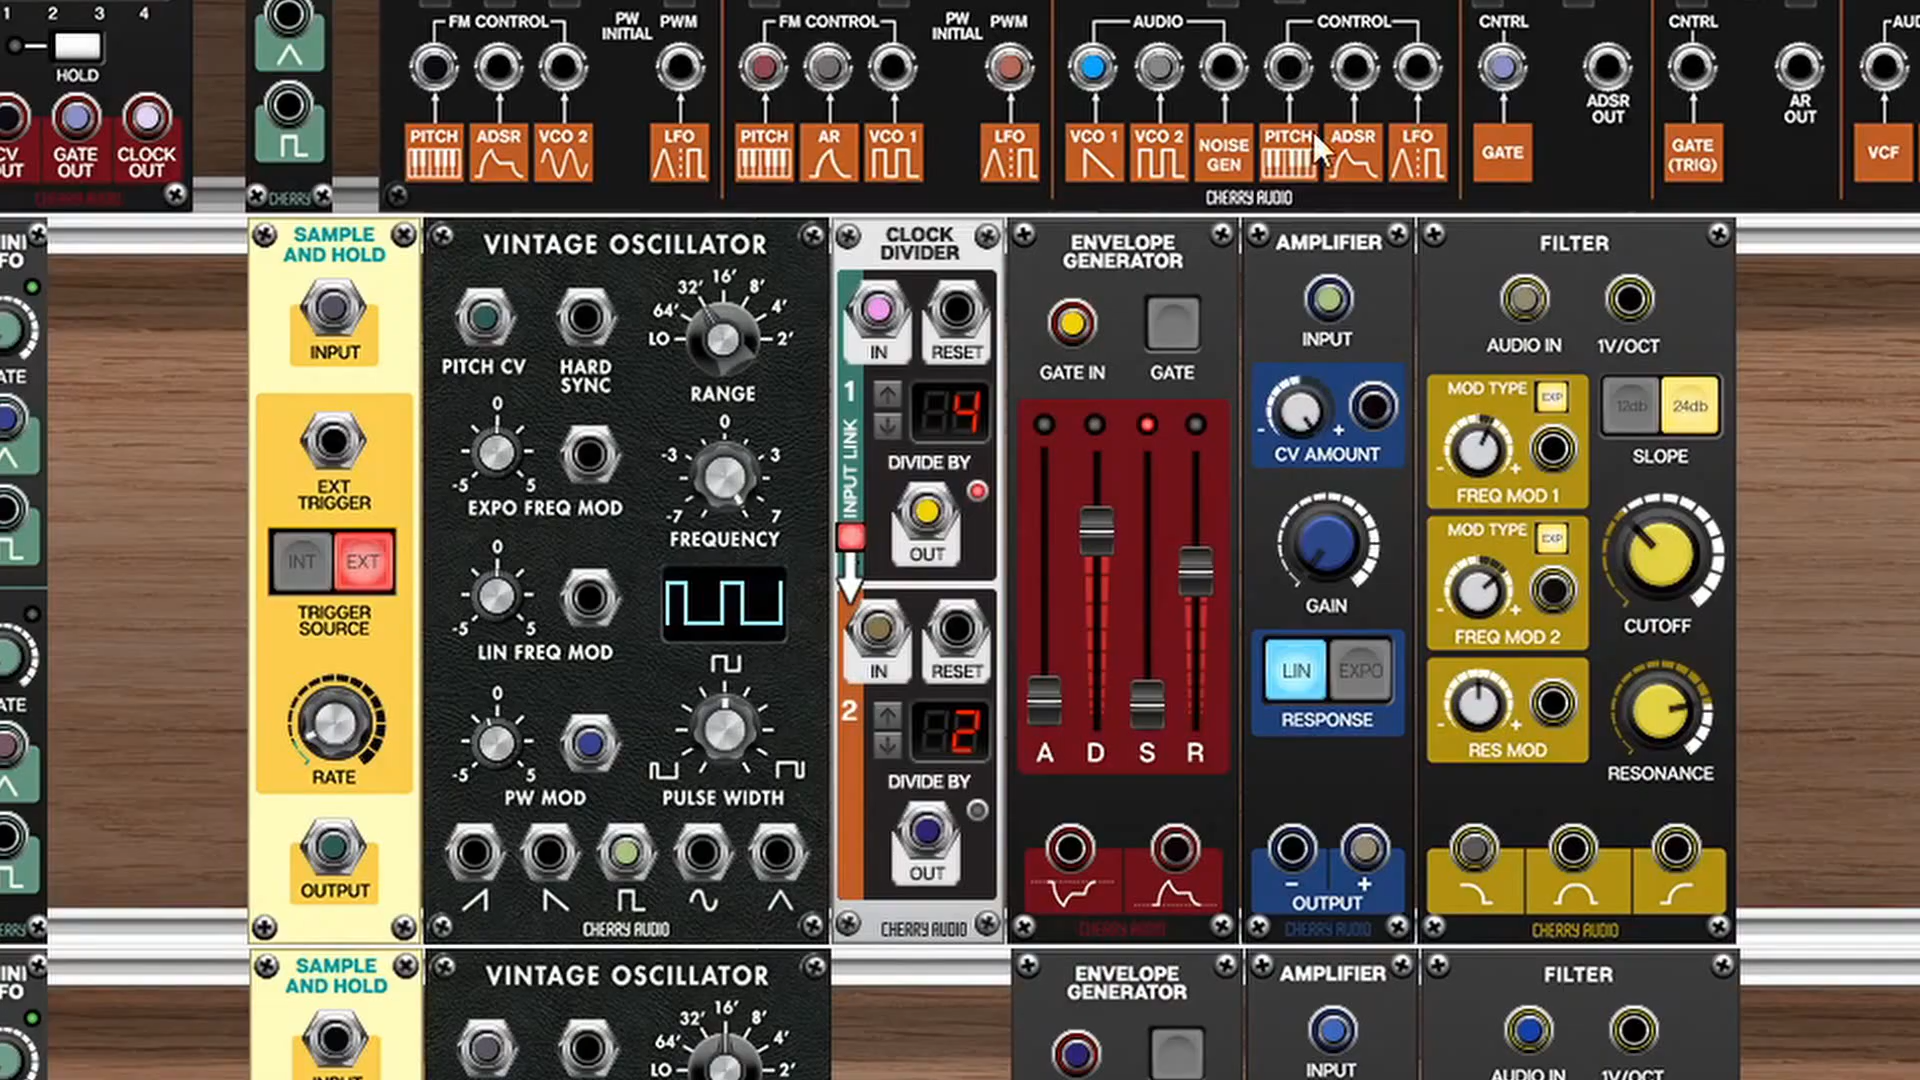 1 2 3 4
HOLD
GATE OUT
CLOCK OUT
CHERRY
FM CONTROL
PW INITIAL
PWM
FM CONTROL
PW INITIAL
PWM
AUDIO
CONTROL
CNTRL
CNTRL
PITCH
ADSR
VCO 2
LFO
PITCH
AR
VCO 1
LFO
VCO 1
VCO 2
NOISE GEN
PITCH
ADSR
LFO
GATE
ADSR OUT
GATE (TRIG)
AR OUT
VCF
CHERRY AUDIO
SAMPLE
AND HOLD
INPUT
EXT
TRIGGER
INT EXT
TRIGGER
SOURCE
RATE
OUTPUT
VINTAGE OSCILLATOR
PITCH CV
HARD
SYNC
LO 64' 32' 16' 8' 4' 2'
RANGE
-5 0 5
EXPO FREQ MOD
-7 -3 0 3 7
FREQUENCY
-5 0 5
LIN FREQ MOD
-5 0 5
PW MOD
PULSE WIDTH
CHERRY AUDIO
CLOCK
DIVIDER
IN RESET
1
INPUT LINK
4
DIVIDE BY
OUT
IN RESET
2
2
DIVIDE BY
OUT
CHERRY AUDIO
ENVELOPE
GENERATOR
GATE IN GATE
A D S R
CHERRY AUDIO
AMPLIFIER
INPUT
- +
CV AMOUNT
GAIN
LIN EXPO
RESPONSE
- +
OUTPUT
CHERRY AUDIO
FILTER
AUDIO IN 1V/OCT
MOD TYPE EXP
- +
FREQ MOD 1
12db 24db
SLOPE
MOD TYPE EXP
- +
FREQ MOD 2
CUTOFF
- +
RES MOD
RESONANCE
CHERRY AUDIO
SAMPLE
AND HOLD
INPUT
VINTAGE OSCILLATOR
LO 64' 32' 16' 8' 4' 2'
ENVELOPE
GENERATOR
AMPLIFIER
INPUT
FILTER
AUDIO IN 1V/OCT